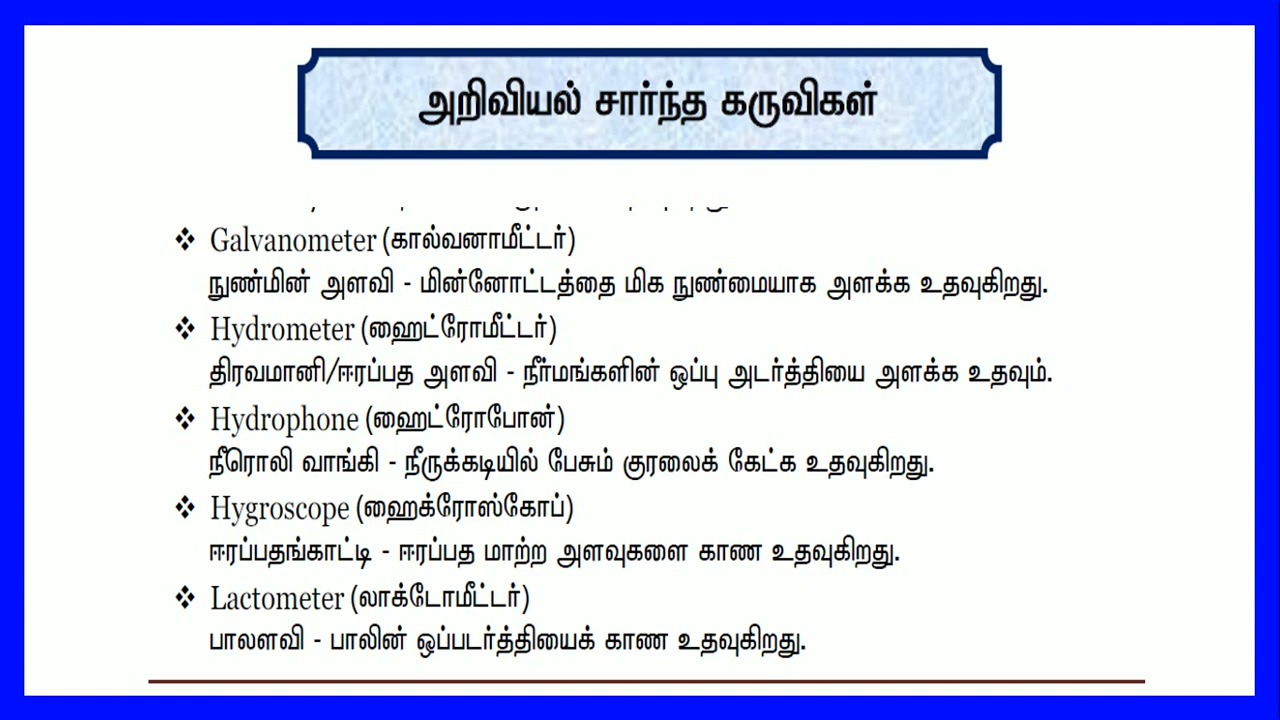 அறிவியல் சார்ந்த கருவிகள்
❖ Galvanometer (கால்வனாமீட்டர்)
நுண்மின் அளவி - மின்னோட்டத்தை மிக நுண்மையாக அளக்க உதவுகிறது.
❖ Hydrometer (ஹைட்ரோமீட்டர்)
திரவமானி/ஈரப்பத அளவி - நீர்மங்களின் ஒப்பு அடர்த்தியை அளக்க உதவும்.
❖ Hydrophone (ஹைட்ரோபோன்)
நீரொலி வாங்கி - நீருக்கடியில் பேசும் குரலைக் கேட்க உதவுகிறது.
❖ Hygroscope (ஹைக்ரோஸ்கோப்)
ஈரப்பதங்காட்டி - ஈரப்பத மாற்ற அளவுகளை காண உதவுகிறது.
❖ Lactometer (லாக்டோமீட்டர்)
பாலளவி - பாலின் ஒப்படர்த்தியைக் காண உதவுகிறது.